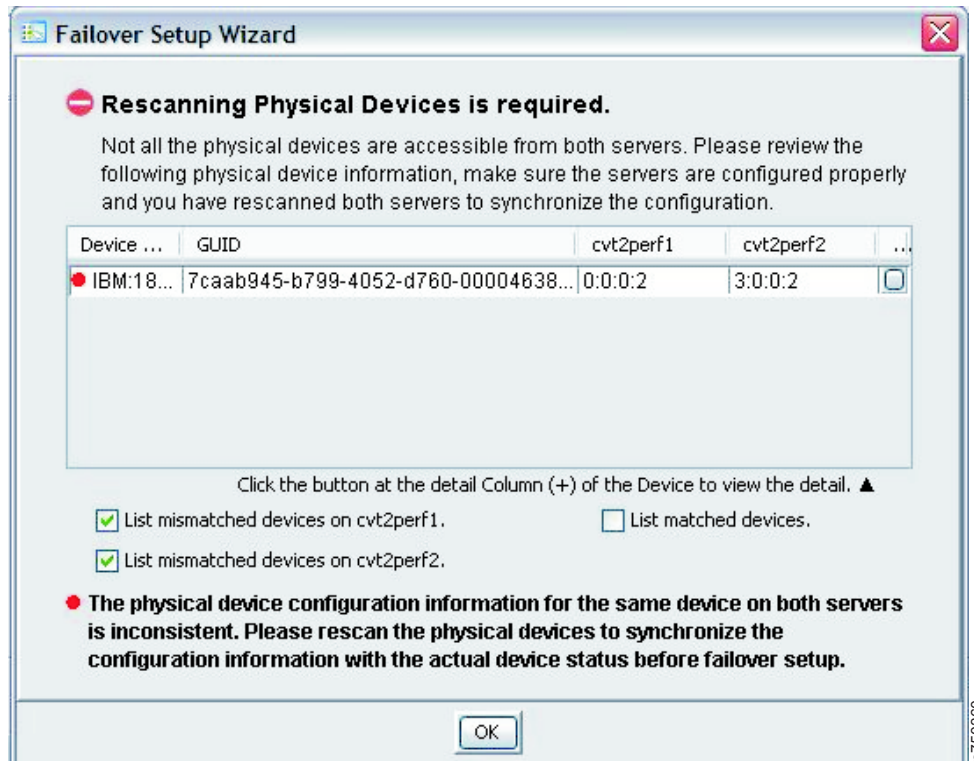 Failover Setup Wizard
Rescanning Physical Devices is required.
Not all the physical devices are accessible from both servers. Please review the
following physical device information, make sure the servers are configured properly
and you have rescanned both servers to synchronize the configuration.
Device ... GUID cvt2perf1 cvt2perf2 ...
IBM:18... 7caab945-b799-4052-d760-00004638... 0:0:0:2 3:0:0:2
Click the button at the detail Column (+) of the Device to view the detail. ▲
List mismatched devices on cvt2perf1. List matched devices.
List mismatched devices on cvt2perf2.
The physical device configuration information for the same device on both servers
is inconsistent. Please rescan the physical devices to synchronize the
configuration information with the actual device status before failover setup.
OK